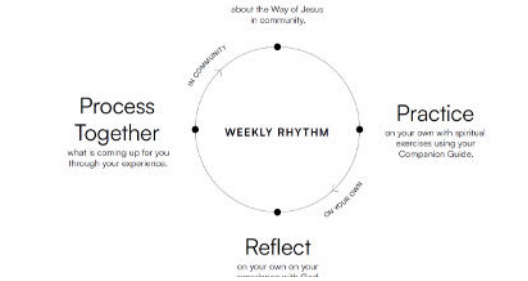 about the Way of Jesus
in community.
IN COMMUNITY
Process
Together
what is coming up for you
through your experience.
WEEKLY RHYTHM
Practice
on your own with spiritual
exercises using your
Companion Guide.
ON YOUR OWN
Reflect
on your own on your
experience with God